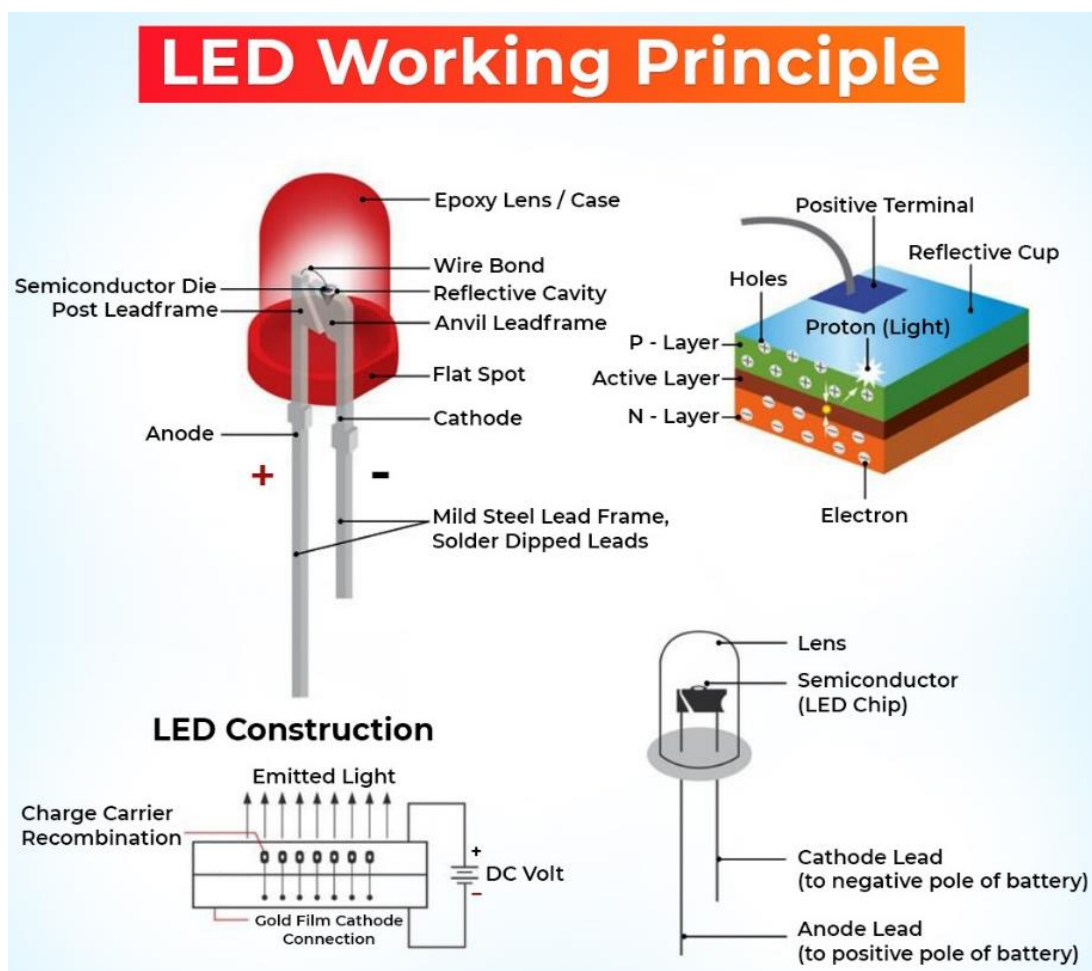 LED Working Principle
Epoxy Lens / Case
Wire Bond
Semiconductor Die
Reflective Cavity
Post Leadframe
Anvil Leadframe
Flat Spot
Cathode
Anode
+
-
Mild Steel Lead Frame,
Solder Dipped Leads
Positive Terminal
Reflective Cup
Holes
Proton (Light)
P - Layer
Active Layer
N - Layer
Electron
LED Construction
Emitted Light
Charge Carrier
Recombination
+
DC Volt
-
Gold Film Cathode
Connection
Lens
Semiconductor
(LED Chip)
Cathode Lead
(to negative pole of battery)
Anode Lead
(to positive pole of battery)